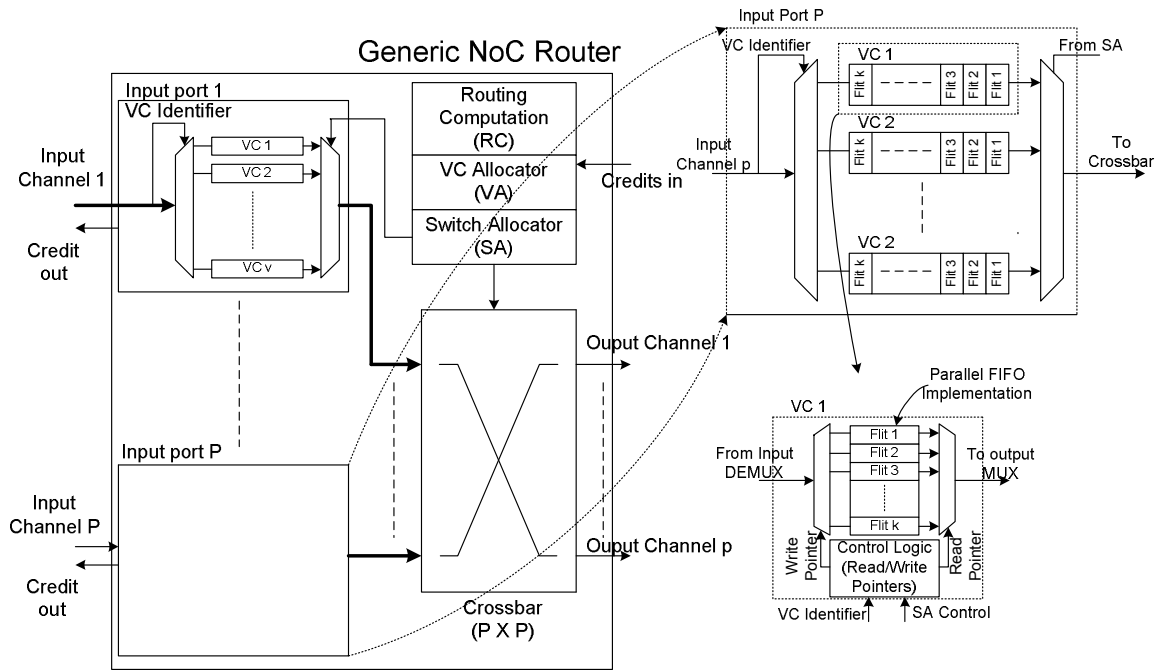 Generic NoC Router
Input port 1
VC Identifier
VC 1
VC 2
VC v
Input
Channel 1
Credit
out
Routing
Computation
(RC)
VC Allocator
(VA)
Switch Allocator
(SA)
Credits in
Ouput Channel 1
Ouput Channel p
Crossbar
(P X P)
Input port P
Input
Channel P
Credit
out
Input Port P
VC Identifier
From SA
VC 1
Flit k
Flit 3
Flit 2
Flit 1
VC 2
Flit k
Flit 3
Flit 2
Flit 1
VC 2
Flit k
Flit 3
Flit 2
Flit 1
Input
Channel p
To
Crossbar
Parallel FIFO
Implementation
VC 1
Flit 1
Flit 2
Flit 3
Flit k
From Input
DEMUX
To output
MUX
Write
Pointer
Control Logic
(Read/Write
Pointers)
Read
Pointer
VC Identifier
SA Control